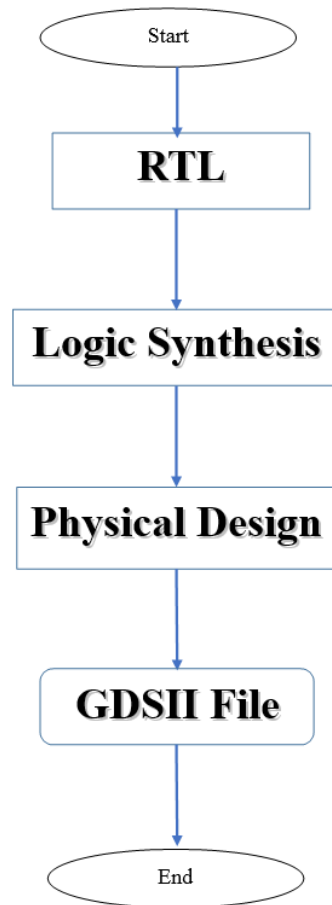 Start
RTL
Logic Synthesis
Physical Design
GDSII File
End